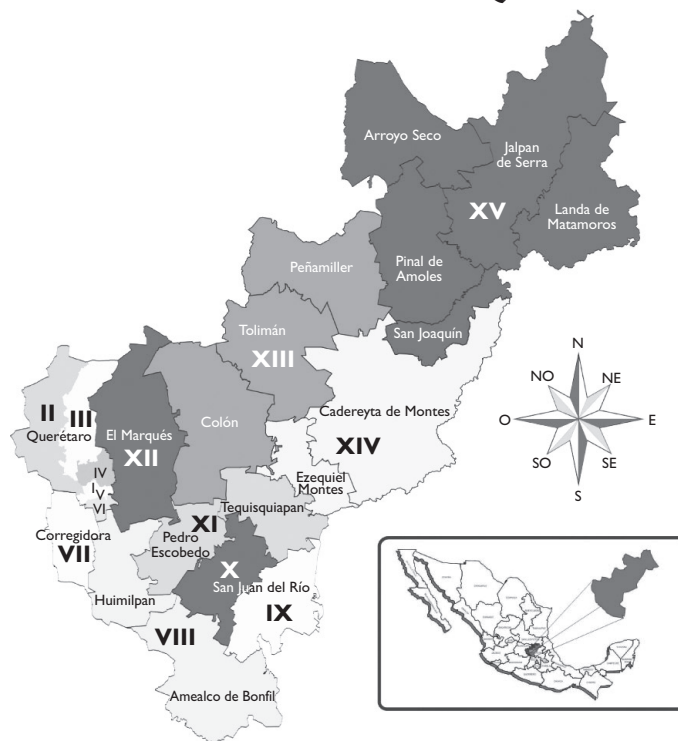 Arroyo Seco
Jalpan
de Serra
XV
Landa de
Matamoros
Pinal de
Amoles
Peñamiller
San Joaquín
Tolimán
XIII
N
NO
NE
O
E
SO
SE
S
II
III
Querétaro
El Marqués
XII
Colón
Cadereyta de Montes
XIV
IV
I
V
VI
Ezequiel
Montes
Tequisquiapan
Corregidora
VII
XI
Pedro
Escobedo
X
San Juan del Río
IX
Huimilpan
VIII
Amealco de Bonfil